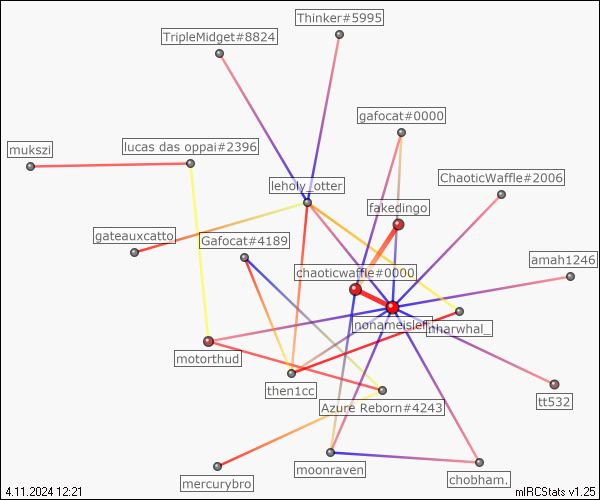 Thinker#5995
TripleMidget#8824
gafocat#0000
lucas das oppai#2396
mukszi
ChaoticWaffle#2006
leholy_otter
fakedingo
gateauxcatto
Gafocat#4189
amah1246
chaoticwaffle#0000
nonameisleft
narwhal_
motorthud
then1cc
tt532
Azure Reborn#4243
moonraven
chobham.
mercurybro
4.11.2024 12:21
mIRCStats v1.25